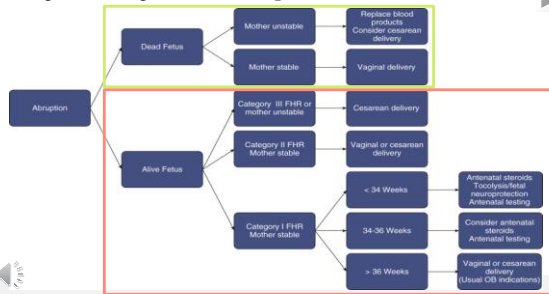 Mother unstable
Replace blood
products
Consider cesarean
delivery
Dead Fetus
Mother stable
Vaginal delivery
Abruption
Category III FHR or
mother unstable
Cesarean delivery
Category II FHR
Mother stable
Vaginal or cesarean
delivery
Alive Fetus
< 34 Weeks
Antenatal steroids
Tocolysis/fetal
neuroprotection
Antenatal testing
Category I FHR
Mother stable
34-36 Weeks
Consider antenatal
steroids
Antenatal testing
> 36 Weeks
Vaginal or cesarean
delivery
(Usual OB indications)